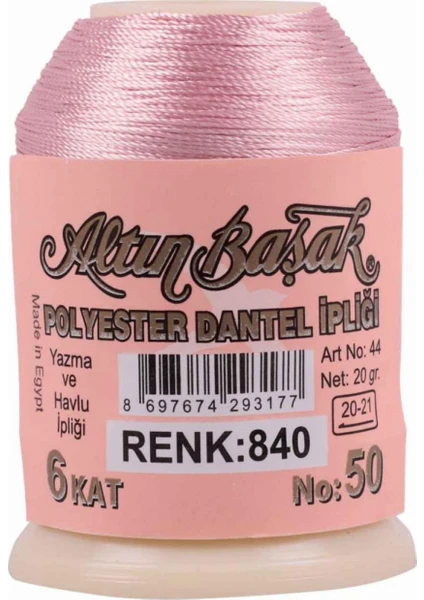 Altın Başak ®
POLYESTER DANTEL İPLİĞİ
Made in Egypt
Yazma
ve
Havlu
İpliği
8 697674 293177
Art No: 44
Net: 20 gr.
20-21
RENK:840
6 KAT
No: 50